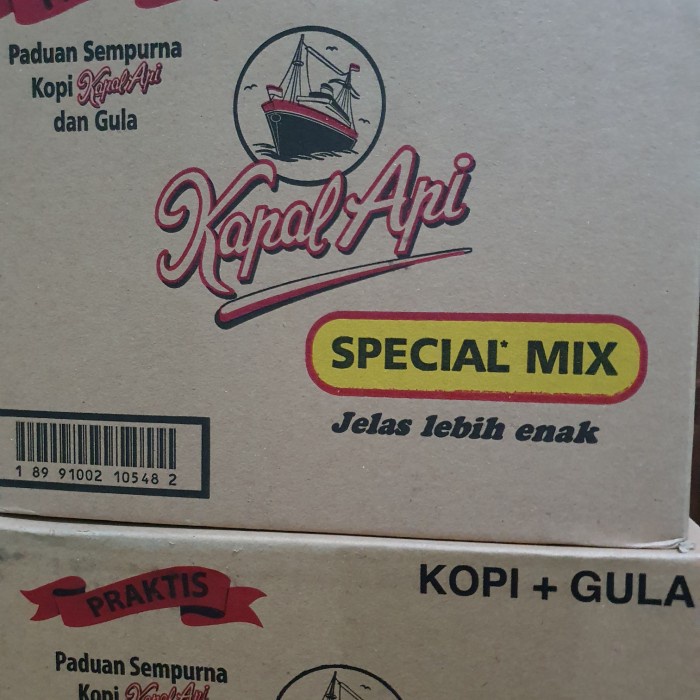 Paduan Sempurna
Kopi Kapal Api
dan Gula
Kapal Api
SPECIAL* MIX
Jelas lebih enak
1 89 91002 10548 2
PRAKTIS
KOPI + GULA
Paduan Sempurna
Kopi Kapal Api